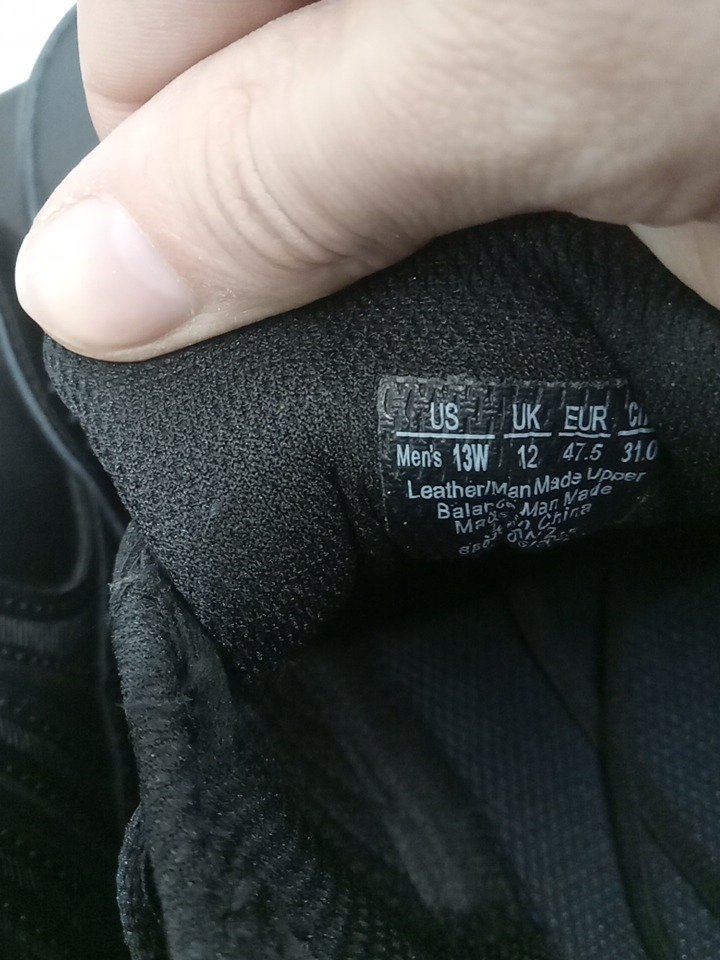 US UK EUR
Men's 13W 12 47.5 31.0
Leather/Man Made Upper
Man Made
China